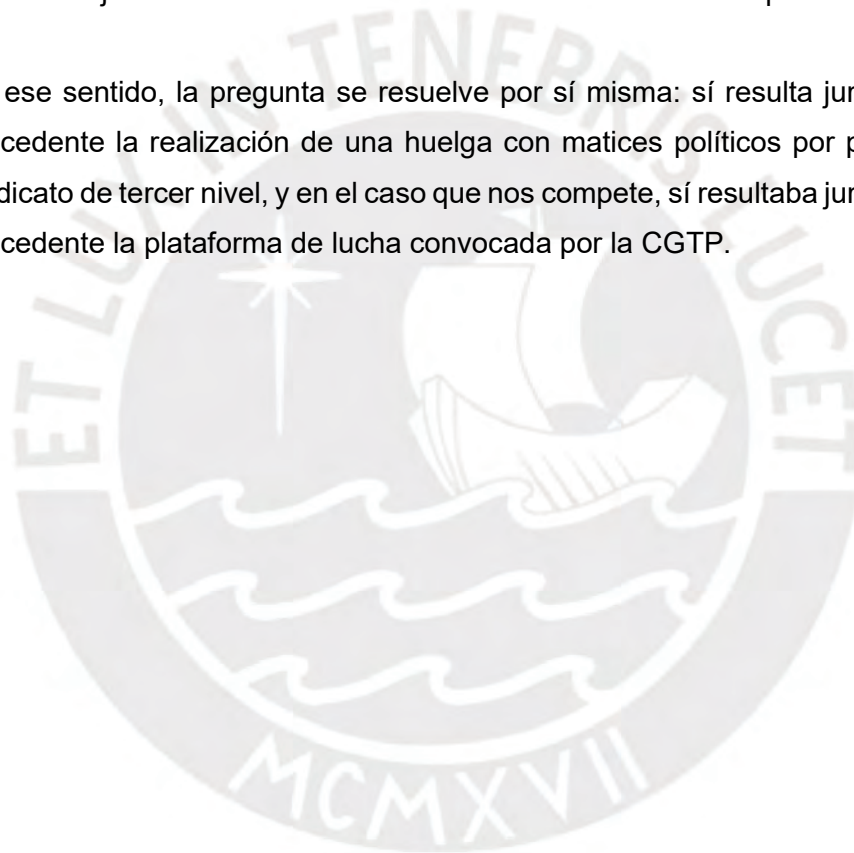 ese sentido, la pregunta se resuelve por sí misma: sí resulta
cedente la realización de una huelga con matices políticos por
dicato de tercer nivel, y en el caso que nos compete, sí resultaba
cedente la plataforma de lucha convocada por la CGTP.
ET LUX IN TENEBRIS LUCET
MCMXVII